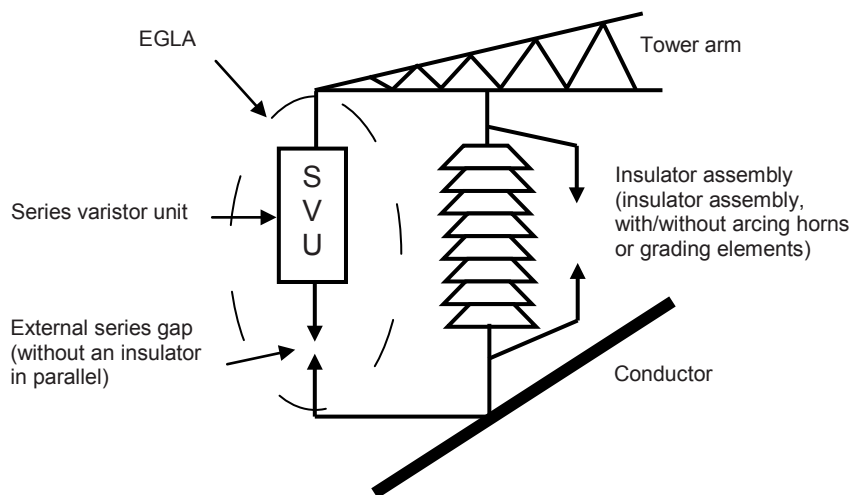 EGLA
Tower arm
S
V
U
Series varistor unit
Insulator assembly
(insulator assembly,
with/without arcing horns
or grading elements)
External series gap
(without an insulator
in parallel)
Conductor